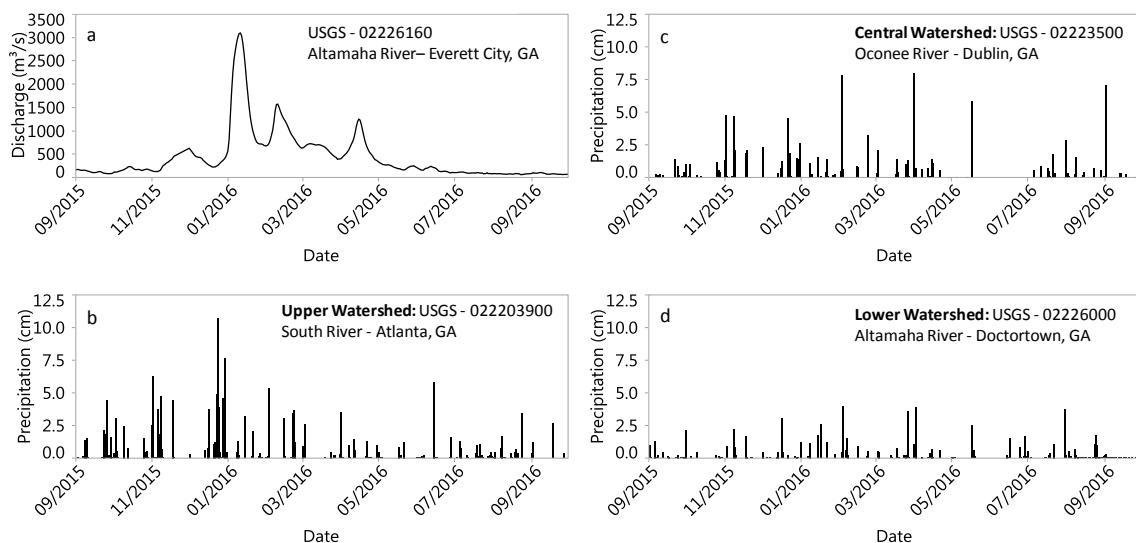 a
USGS - 02226160
Altamaha River– Everett City, GA
Discharge (m³/s)
3500
3000
2500
2000
1500
1000
500
0
09/2015
11/2015
01/2016
03/2016
05/2016
07/2016
09/2016
Date
c
Central Watershed: USGS - 02223500
Oconee River - Dublin, GA
Precipitation (cm)
12.5
10.0
7.5
5.0
2.5
0.0
09/2015
11/2015
01/2016
03/2016
05/2016
07/2016
09/2016
Date
b
Upper Watershed: USGS - 022203900
South River - Atlanta, GA
Precipitation (cm)
12.5
10.0
7.5
5.0
2.5
0.0
09/2015
11/2015
01/2016
03/2016
05/2016
07/2016
09/2016
Date
d
Lower Watershed: USGS - 02226000
Altamaha River - Doctortown, GA
Precipitation (cm)
12.5
10.0
7.5
5.0
2.5
0.0
09/2015
11/2015
01/2016
03/2016
05/2016
07/2016
09/2016
Date